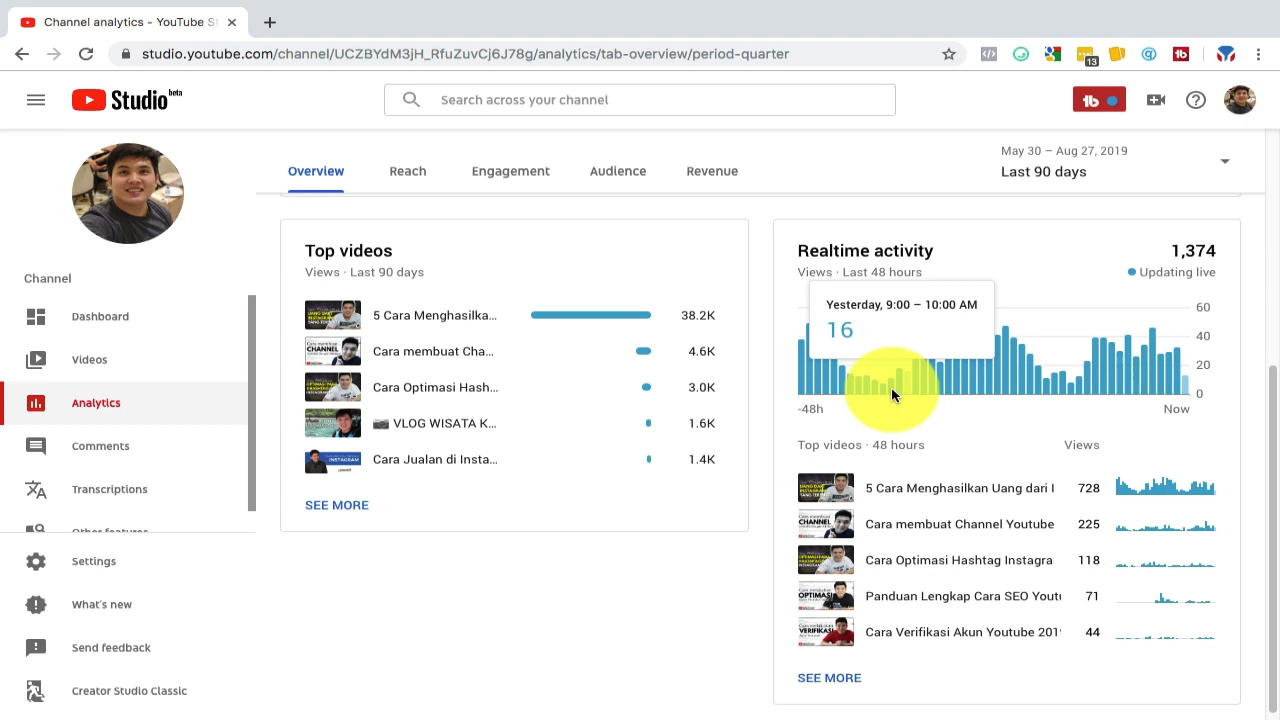 Channel analytics - YouTube S
studio.youtube.com/channel/UCZBYdM3iH_RfuZuvCj6J78g/analytics/tab-overview/period-quarter
13
Studio beta
Search across your channel
tb
Overview Reach Engagement Audience Revenue
May 30 – Aug 27, 2019
Last 90 days
Channel
Dashboard
Videos
Analytics
Comments
Transcriptions
Other features
Settings
What's new
Send feedback
Creator Studio Classic
Top videos
Views · Last 90 days
5 Cara Menghasilka... 38.2K
Cara membuat Cha... 4.6K
Cara Optimasi Hash... 3.0K
VLOG WISATA K... 1.6K
Cara Jualan di Insta... 1.4K
SEE MORE
Realtime activity 1,374
Views · Last 48 hours Updating live
Yesterday, 9:00 – 10:00 AM
16
60
40
20
0
-48h Now
Top videos · 48 hours Views
5 Cara Menghasilkan Uang dari I 728
Cara membuat Channel Youtube 225
Cara Optimasi Hashtag Instagra 118
Panduan Lengkap Cara SEO Yout 71
Cara Verifikasi Akun Youtube 201 44
SEE MORE